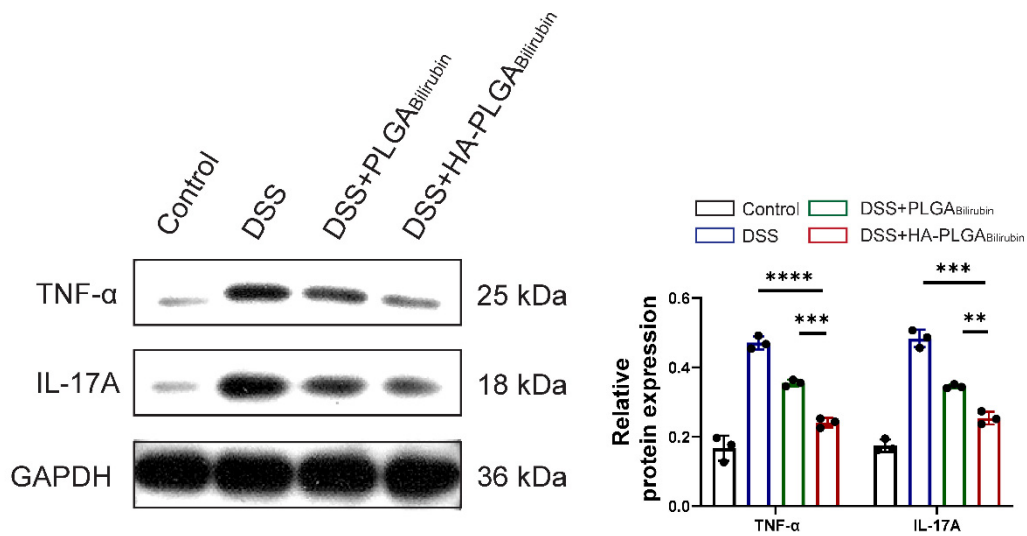 Control
DSS
DSS+PLGABilirubin
DSS+HA-PLGABilirubin
TNF-α
25 kDa
IL-17A
18 kDa
GAPDH
36 kDa
Control
DSS+PLGABilirubin
DSS
DSS+HA-PLGABilirubin
Relative
protein expression
0.6
0.4
0.2
0.0
****
***
***
**
TNF-α
IL-17A